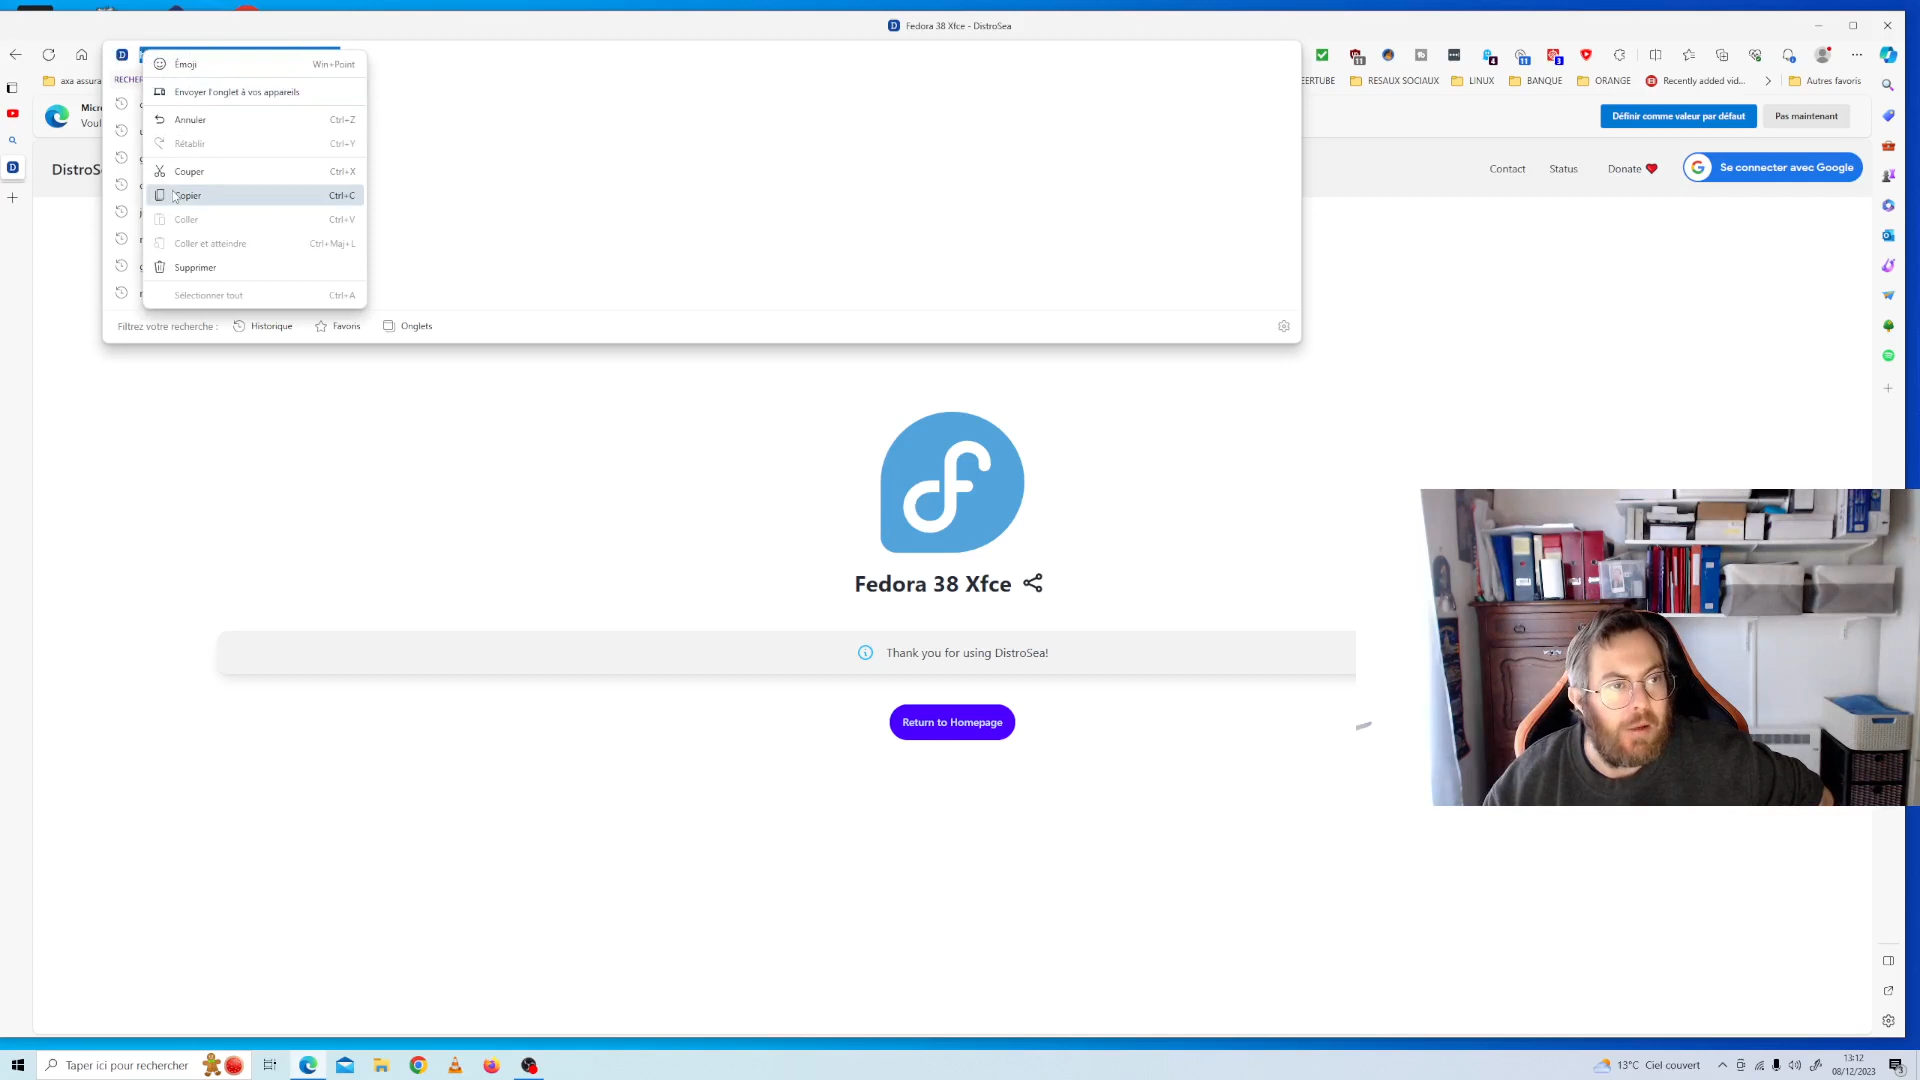 Fedora 38 Xfce - DistroSea
Émoji Win+Point
Envoyer l'onglet à vos appareils
Annuler Ctrl+Z
Rétablir Ctrl+Y
Couper Ctrl+X
Copier Ctrl+C
Coller Ctrl+V
Coller et atteindre Ctrl+Maj+L
Supprimer
Sélectionner tout Ctrl+A
Filtrez votre recherche : Historique Favoris Onglets
axa assura
RESAUX SOCIAUX LINUX BANQUE ORANGE Recently added vid... Autres favoris
11 4 11 3
Définir comme valeur par défaut Pas maintenant
Contact Status Donate Se connecter avec Google
Fedora 38 Xfce
Thank you for using DistroSea!
Return to Homepage
Taper ici pour rechercher
13°C Ciel couvert
13:12
08/12/2023